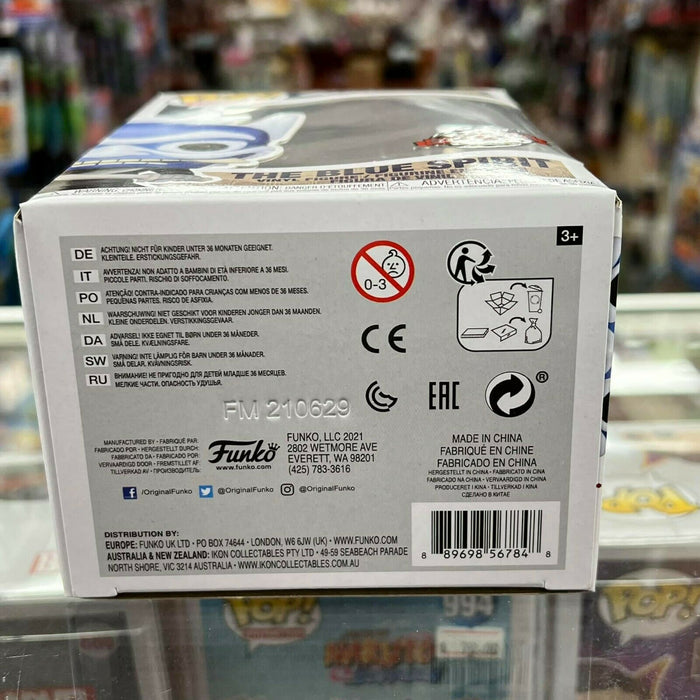 THE BLUE SPIRIT
DE ACHTUNG! NICHT FÜR KINDER UNTER 36 MONATEN GEEIGNET.
KLEINTEILE. ERSTICKUNGSGEFAHR.
IT AVVERTENZA! NON ADATTO A BAMBINI DI ETÀ INFERIORE A 36 MESI.
PICCOLE PARTI. RISCHIO DI SOFFOCAMENTO.
PO ATENÇÃO! CONTRA-INDICADO PARA CRIANÇAS COM MENOS DE 36 MESES.
PEQUENAS PARTES. RISCO DE ASFIXIA.
NL WAARSCHUWING! NIET GESCHIKT VOOR KINDEREN JONGER DAN 36 MAANDEN.
KLEINE ONDERDELEN. VERSTIKKINGSGEVAAR.
DA ADVARSEL! IKKE EGNET TIL BØRN UNDER 36 MÅNEDER.
SMÅ DELE. KVÆLNINGSFARE.
SW VARNING! INTE LÄMPLIG FÖR BARN UNDER 36 MÅNADER.
SMÅ DELAR. KVÄVNINGSRISK.
RU ВНИМАНИЕ! НЕ ПРИГОДНО ДЛЯ ДЕТЕЙ МЛАДШЕ 36 МЕСЯЦЕВ.
МЕЛКИЕ ЧАСТИ. ОПАСНОСТЬ УДУШЬЯ.
0-3
3+
CE
EAC
®
FM 210629
MANUFACTURED BY • FABRIQUÉ PAR
FABRICADO POR • HERGESTELLT DURCH
FABBRICATO DA • FABRICADO POR
VERVAARDIGD DOOR • FREMSTILLET AF
TILLVERKAD AV • ПРОИЗВОДИТЕЛЬ
Funko
www.funko.com
FUNKO, LLC 2021
2802 WETMORE AVE
EVERETT, WA 98201
(425) 783-3616
MADE IN CHINA
FABRIQUÉ EN CHINE
FABRICADO EN CHINA
HERGESTELLT IN CHINA • FABBRICATO IN CINA
FABRICADO NA CHINA • VERVAARDIGD IN CHINA
PRODUCERET I KINA • TILLVERKAD I KINA
СДЕЛАНО В КИТАЕ
/OriginalFunko @OriginalFunko @OriginalFunko
DISTRIBUTION BY:
EUROPE: FUNKO UK LTD • PO BOX 74644 • LONDON, W6 6JW (UK) • WWW.FUNKO.COM
AUSTRALIA & NEW ZEALAND: IKON COLLECTABLES PTY LTD • 49-59 SEABEACH PARADE
NORTH SHORE, VIC 3214 AUSTRALIA • WWW.IKONCOLLECTABLES.COM.AU
8 89698 56784 8
POP!
994
POP!